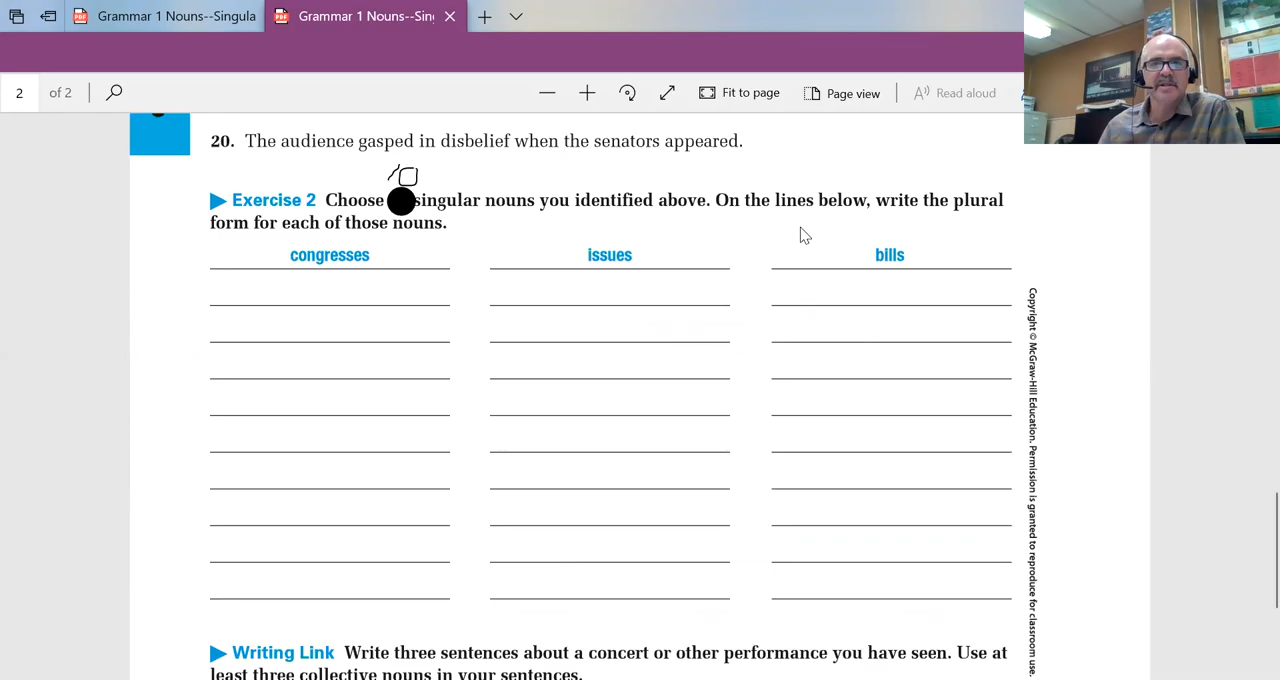 Grammar 1 Nouns--Singula
Grammar 1 Nouns--Sin
2 of 2
Fit to page
Page view
Read aloud
20. The audience gasped in disbelief when the senators appeared.
10
Exercise 2 Choose singular nouns you identified above. On the lines below, write the plural
form for each of those nouns.
congresses issues bills
Copyright © McGraw-Hill Education. Permission is granted to reproduce for classroom use.
Writing Link Write three sentences about a concert or other performance you have seen. Use at
least three collective nouns in your sentences.